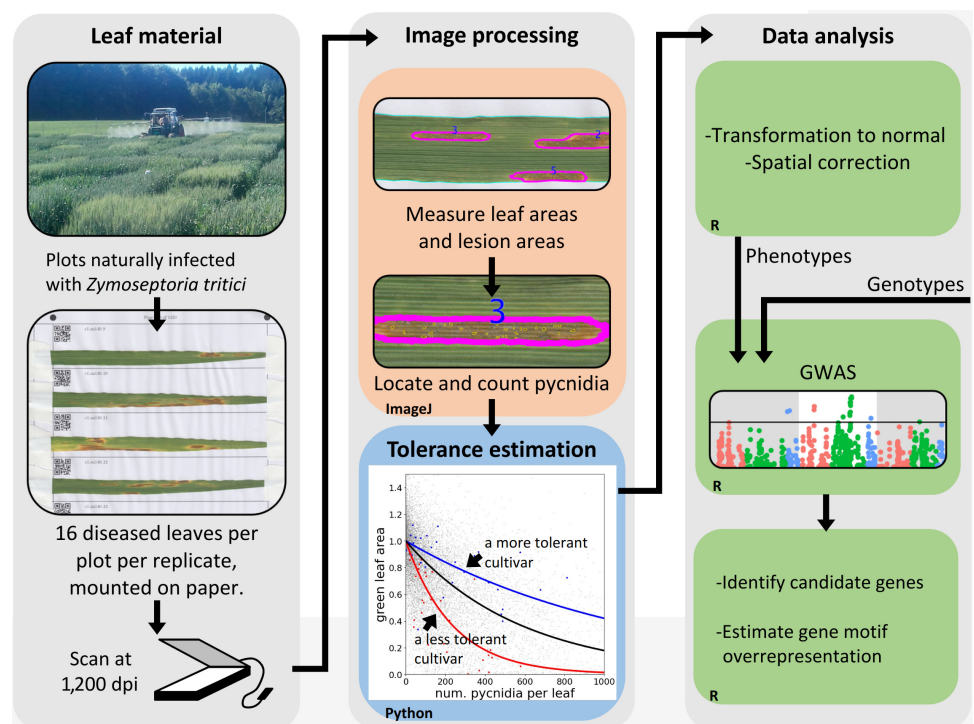 Leaf material
Plots naturally infected
with Zymoseptoria tritici
16 diseased leaves per
plot per replicate,
mounted on paper.
Scan at
1,200 dpi
Image processing
3
2
5
Measure leaf areas
and lesion areas
3
Locate and count pycnidia
ImageJ
Tolerance estimation
green leaf area
1.4
1.2
1.0
0.8
0.6
0.4
0.2
0.0
a more tolerant
cultivar
a less tolerant
cultivar
0 200 400 600 800 1000
num. pycnidia per leaf
Python
Data analysis
-Transformation to normal
-Spatial correction
R
Phenotypes
Genotypes
GWAS
R
-Identify candidate genes
-Estimate gene motif
overrepresentation
R